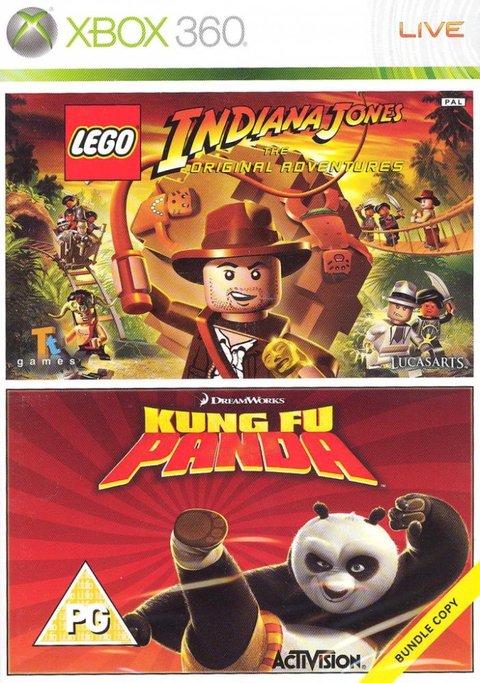 XBOX 360.
LIVE
PAL
LEGO
INDIANA JONES
THE
ORIGINAL ADVENTURES
Tt
games
LUCASARTS
DREAMWORKS
KUNG FU
PANDA
PG
ACTIVISION.
BUNDLE COPY